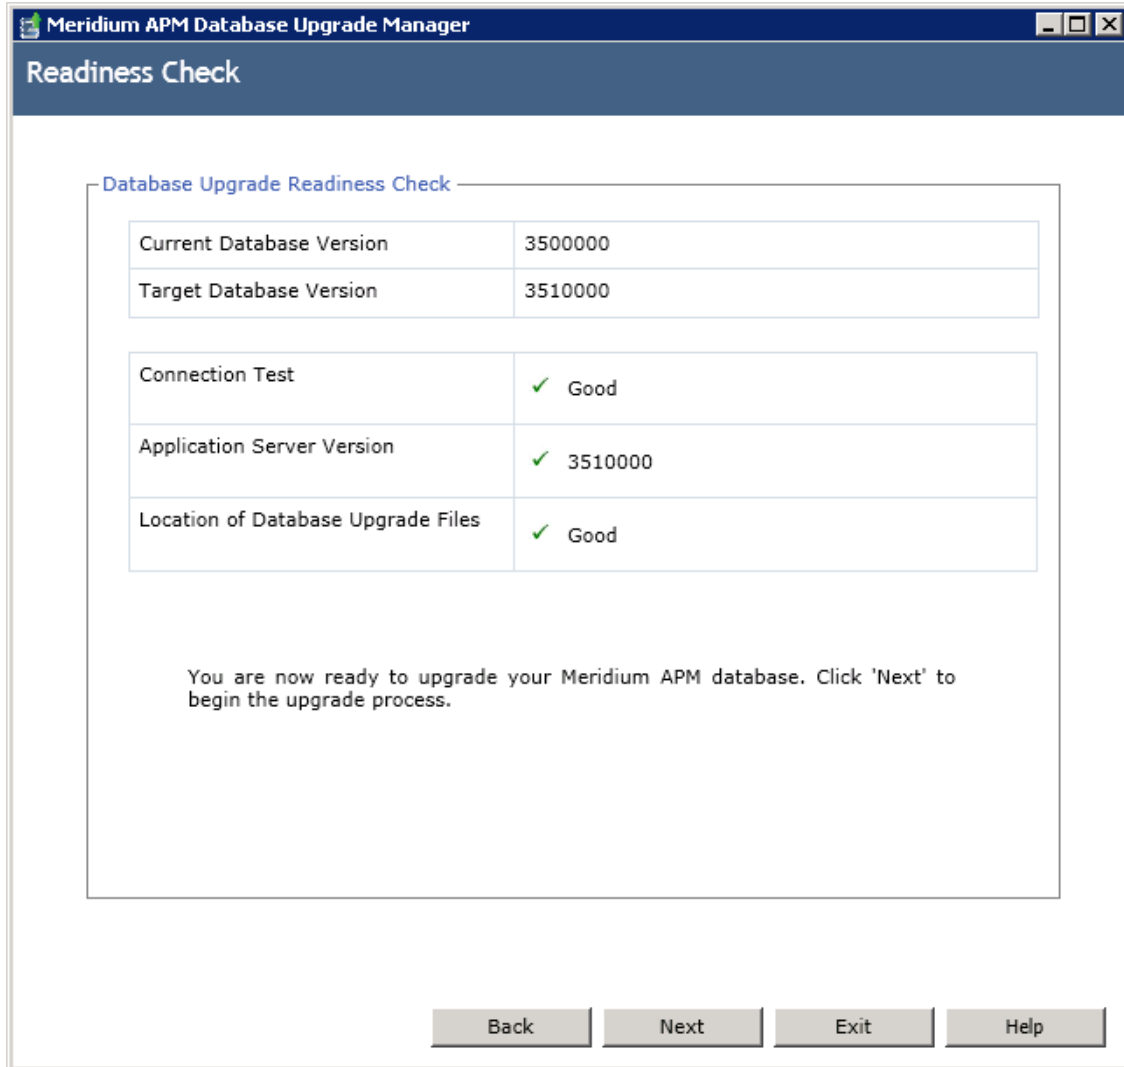 Meridium APM Database Upgrade Manager
Readiness Check
Database Upgrade Readiness Check
Current Database Version 3500000
Target Database Version 3510000
Connection Test ✓ Good
Application Server Version ✓ 3510000
Location of Database Upgrade Files ✓ Good
You are now ready to upgrade your Meridium APM database. Click 'Next' to
begin the upgrade process.
Back Next Exit Help